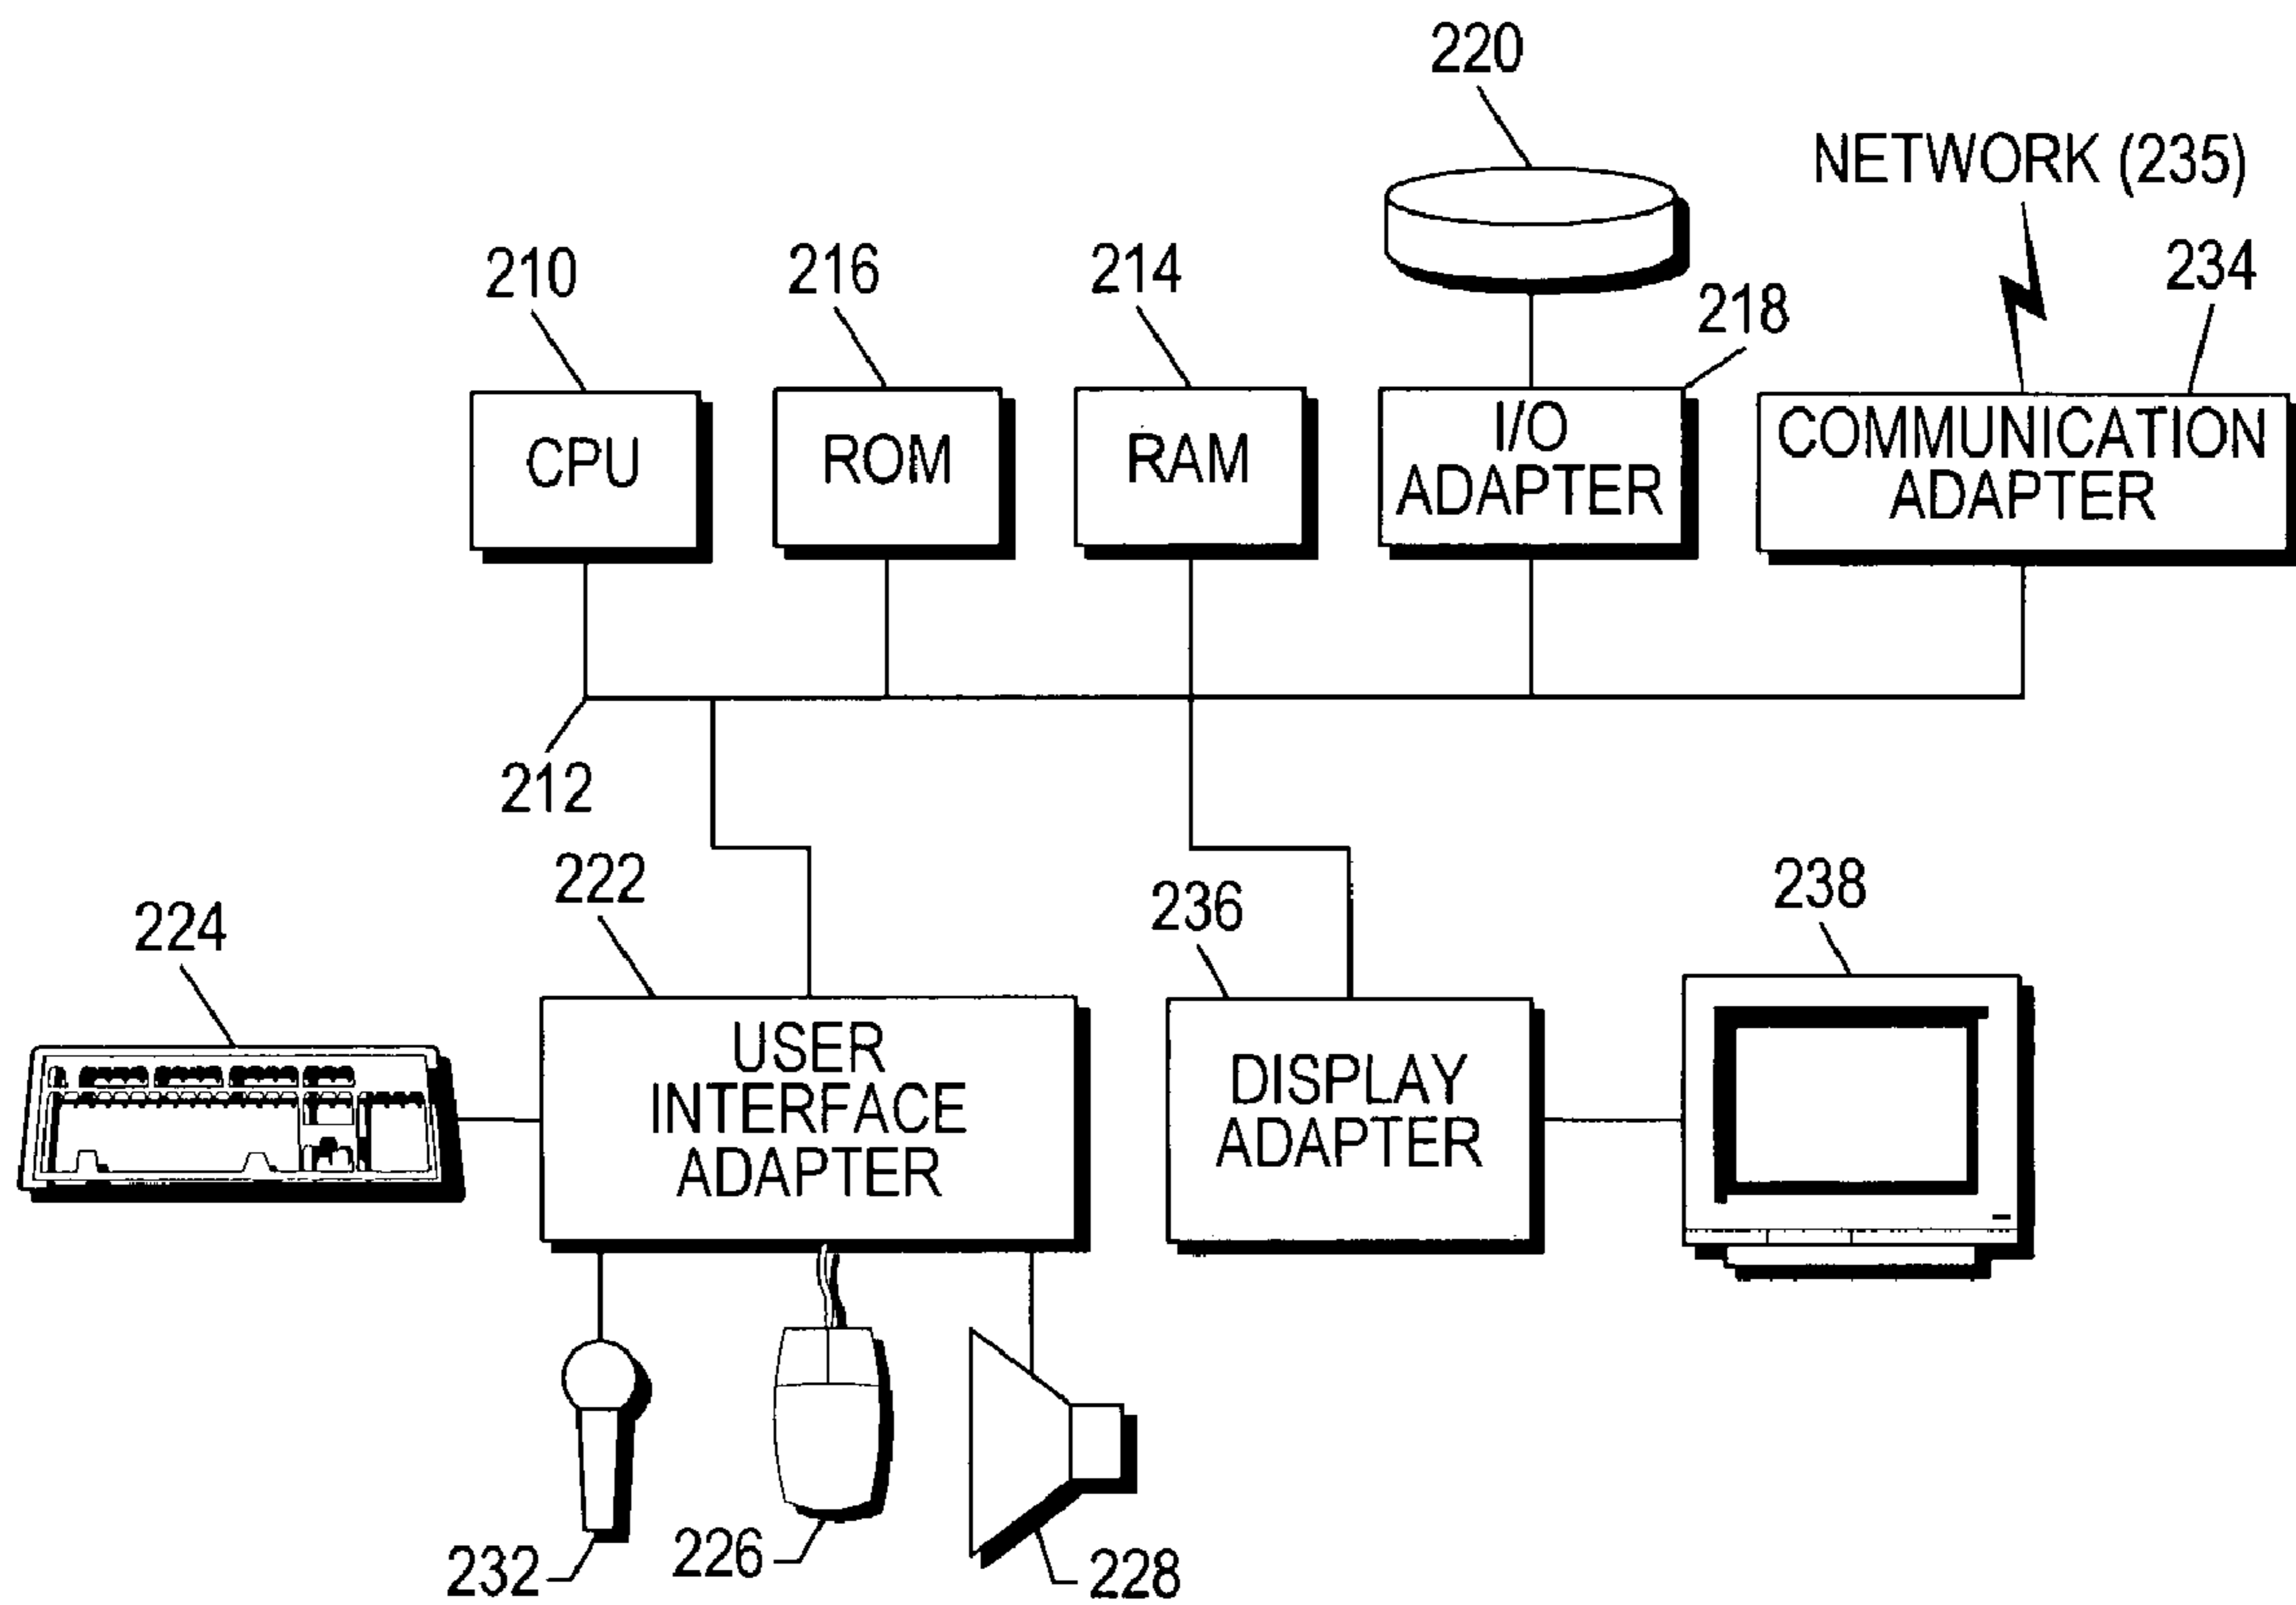 220
NETWORK (235)
210
216
214
218
234
CPU
ROM
RAM
I/O
ADAPTER
COMMUNICATION
ADAPTER
212
222
224
236
238
USER
INTERFACE
ADAPTER
DISPLAY
ADAPTER
232
226
228